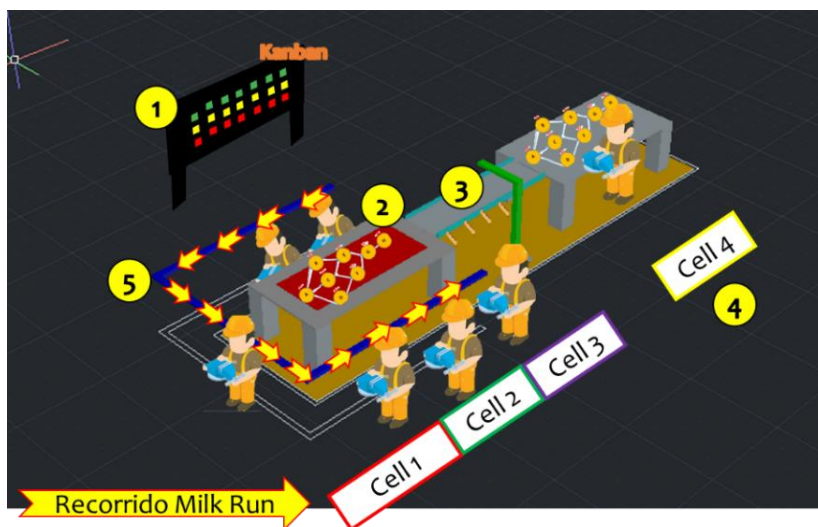 Kanban
1
2
3
5
4
Cell 4
Cell 3
Cell 2
Cell 1
Recorrido Milk Run